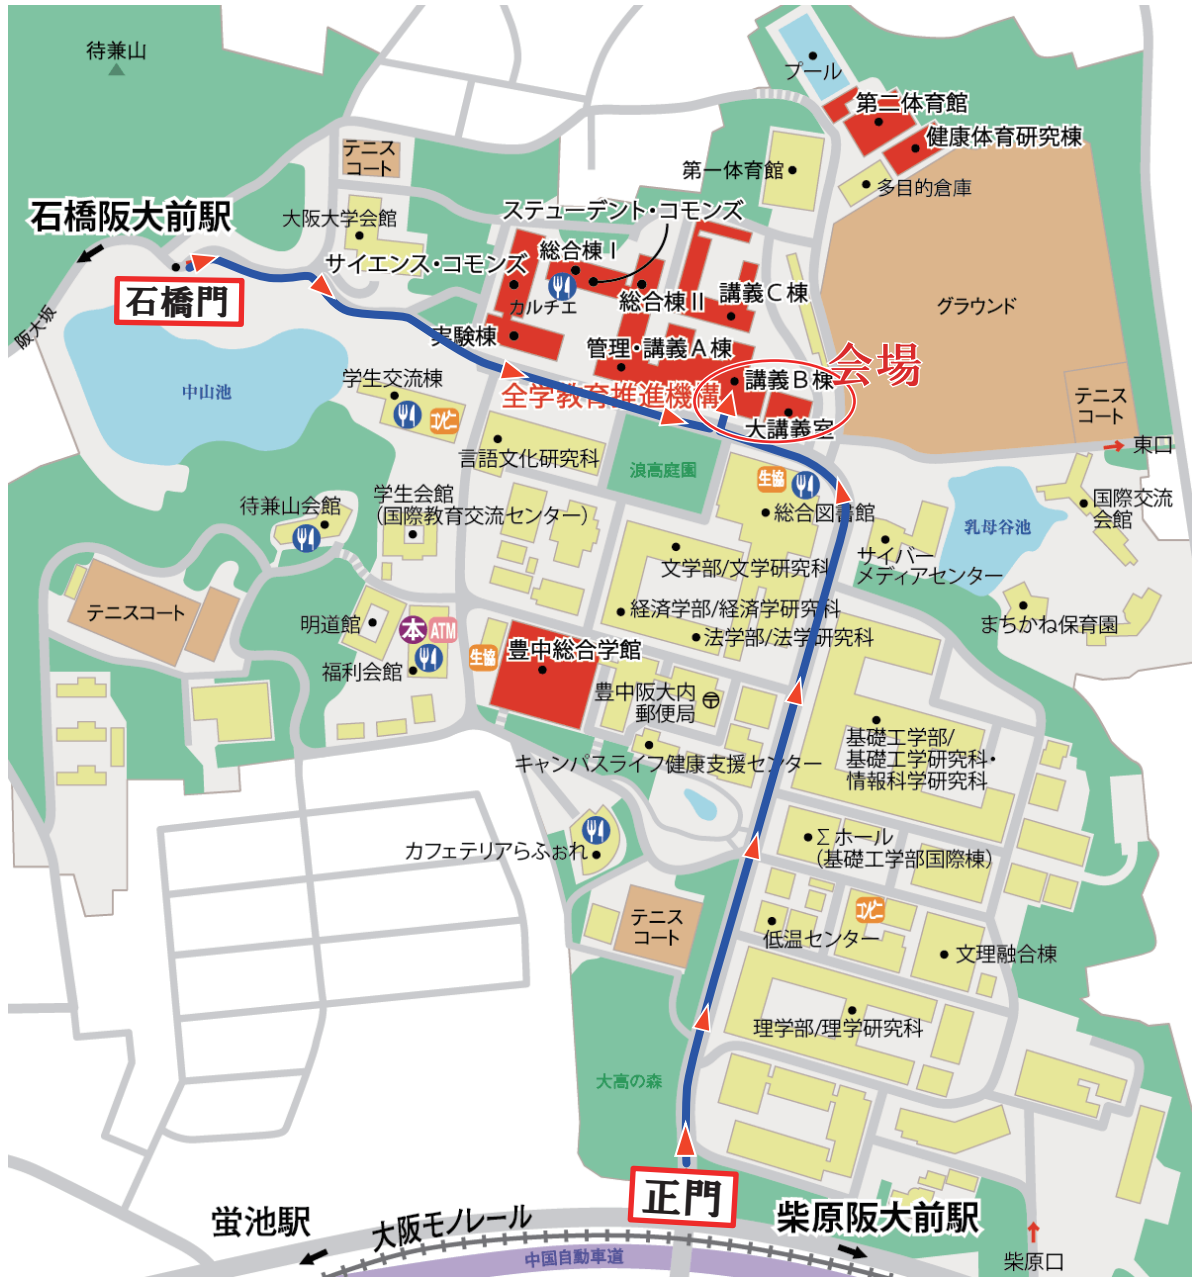 待兼山
プール
第二体育館
健康体育研究棟
テニス
コート
第一体育館
多目的倉庫
石橋阪大前駅
大阪大学会館
ステューデント・コモンズ
サイエンス・コモンズ
総合棟Ⅰ
石橋門
カルチエ
総合棟Ⅱ
講義C棟
グラウンド
阪大坂
実験棟
管理・講義A棟
会場
中山池
学生交流棟
全学教育推進機構
講義B棟
コンビニ
大講義室
テニス
コート
東口
言語文化研究科
浪高庭園
生協
待兼山会館
学生会館
(国際教育交流センター)
総合図書館
乳母谷池
国際交流
会館
サイバー
メディアセンター
文学部/文学研究科
テニスコート
明道館
本
ATM
経済学部/経済学研究科
法学部/法学研究科
まちかね保育園
福利会館
生協
豊中総合学館
豊中阪大内
郵便局
〒
基礎工学部/
基礎工学研究科・
情報科学研究科
キャンパスライフ健康支援センター
カフェテリアらふぉれ
Σホール
(基礎工学部国際棟)
テニス
コート
コンビニ
低温センター
文理融合棟
理学部/理学研究科
大高の森
正門
蛍池駅
大阪モノレール
柴原阪大前駅
中国自動車道
柴原口